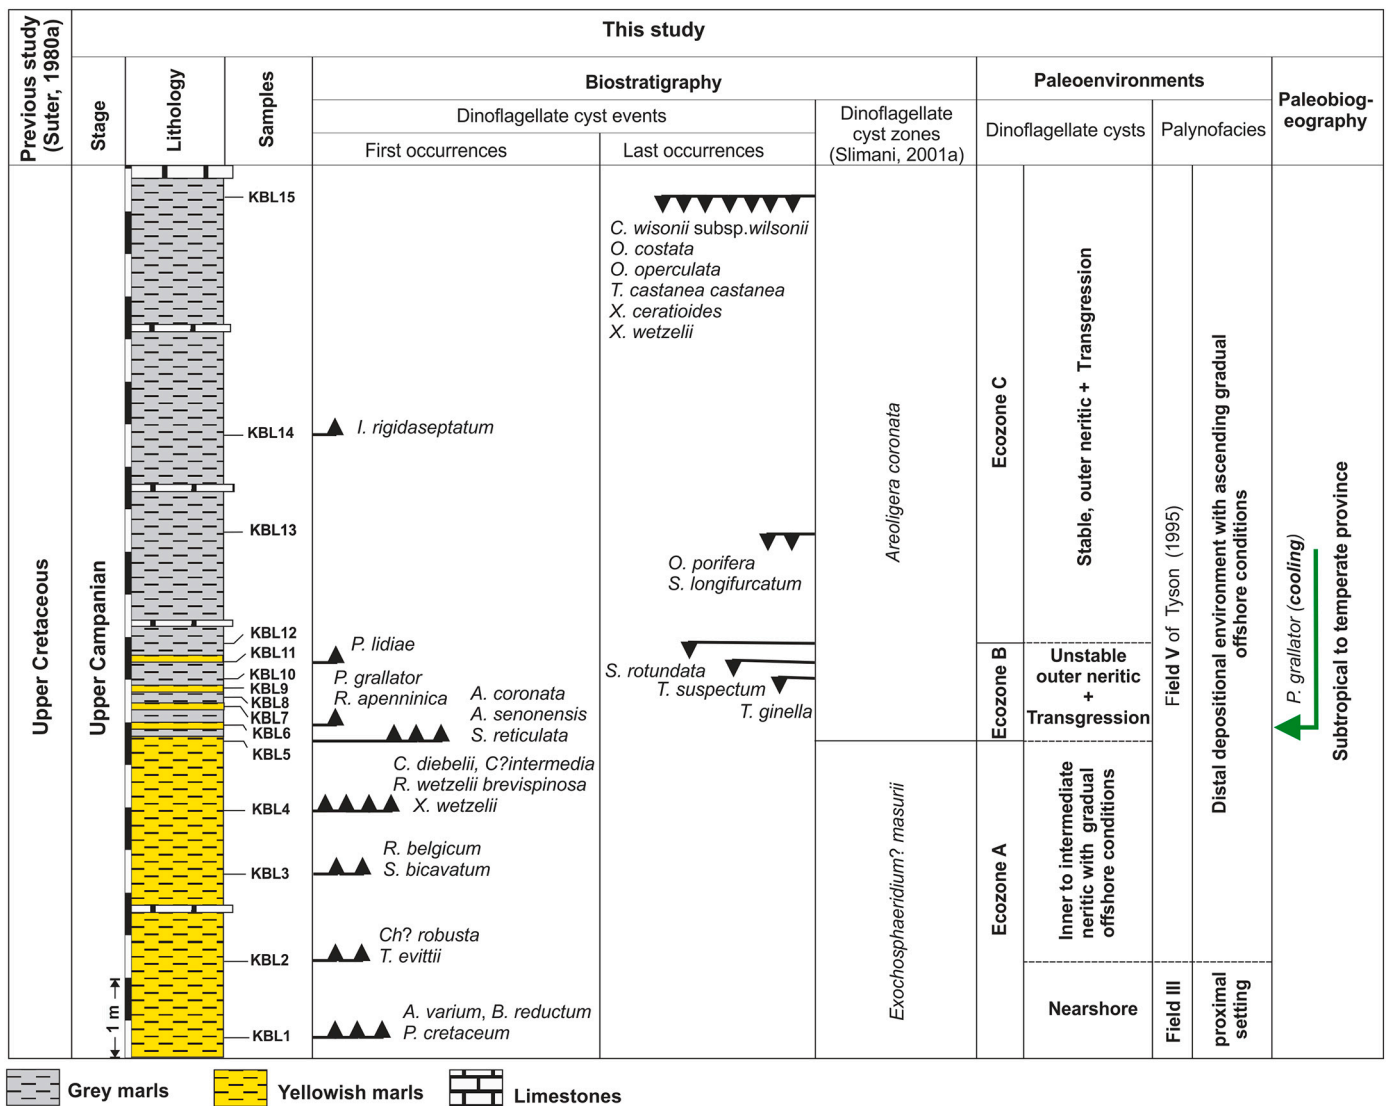 Previous study
(Suter, 1980a)
This study
Stage
Lithology
Samples
Biostratigraphy
Paleoenvironments
Paleobiog-
eography
Dinoflagellate cyst events
Dinoflagellate
cyst zones
(Slimani, 2001a)
Dinoflagellate cysts
Palynofacies
First occurrences
Last occurrences
Upper Cretaceous
Upper Campanian
1 m
KBL15
KBL14
KBL13
KBL12
KBL11
KBL10
KBL9
KBL8
KBL7
KBL6
KBL5
KBL4
KBL3
KBL2
KBL1
I. rigidaseptatum
P. lidiae
P. grallator
R. apenninica
A. coronata
A. senonensis
S. reticulata
C. diebelii, C?intermedia
R. wetzelii brevispinosa
X. wetzelii
R. belgicum
S. bicavatum
Ch? robusta
T. evittii
A. varium, B. reductum
P. cretaceum
C. wisonii subsp.wilsonii
O. costata
O. operculata
T. castanea castanea
X. ceratioides
X. wetzelii
O. porifera
S. longifurcatum
S. rotundata
T. suspectum
T. ginella
Areoligera coronata
Exochosphaeridium? masurii
Ecozone C
Ecozone B
Ecozone A
Stable, outer neritic + Transgression
Unstable
outer neritic
+
Transgression
Inner to intermediate
neritic with gradual
offshore conditions
Nearshore
Field V of Tyson (1995)
Field III
Distal depositional environment with ascending gradual
offshore conditions
proximal
setting
P. grallator (cooling)
Subtropical to temperate province
Grey marls
Yellowish marls
Limestones